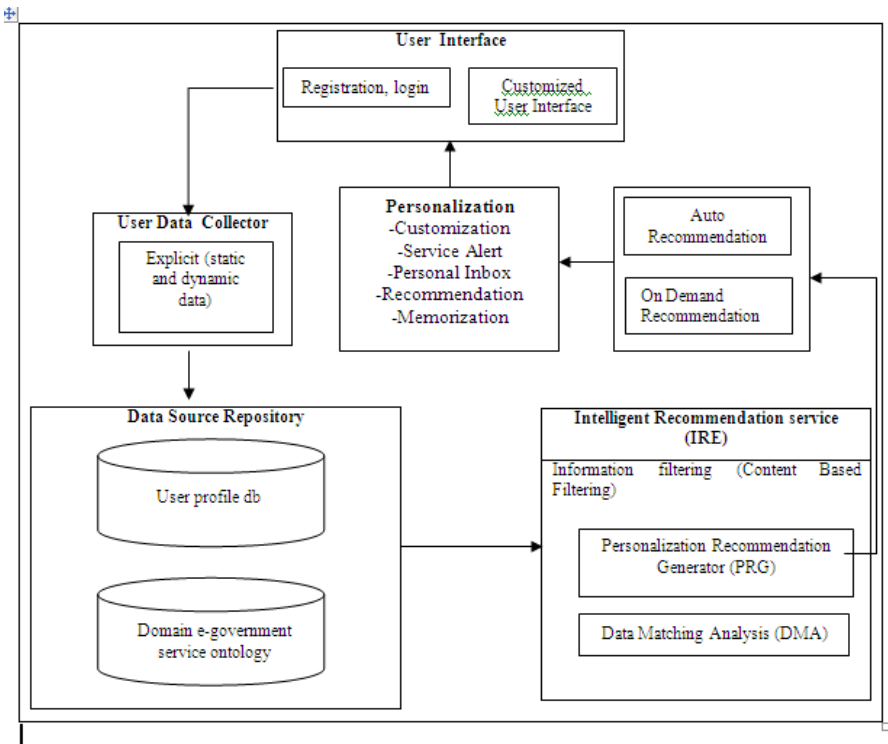 User Interface
Registration, login
Customized
User Interface
User Data Collector
Explicit (static
and dynamic
data)
Personalization
-Customization
-Service Alert
-Personal Inbox
-Recommendation
-Memorization
Auto
Recommendation
On Demand
Recommendation
Data Source Repository
User profile db
Domain e-government
service ontology
Intelligent Recommendation service
(IRE)
Information filtering (Content Based
Filtering)
Personalization Recommendation
Generator (PRG)
Data Matching Analysis (DMA)